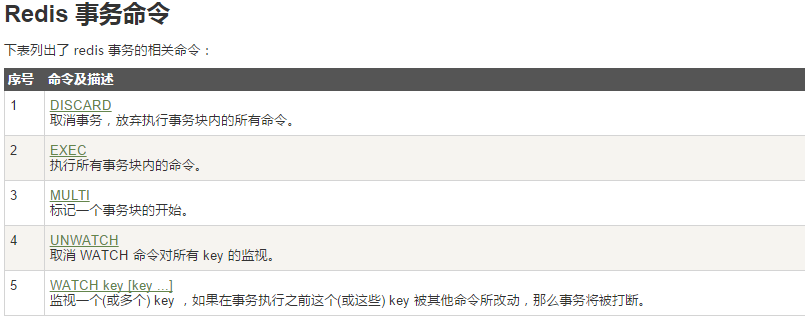 Redis 事务命令
下表列出了 redis 事务的相关命令：
序号 命令及描述
1 DISCARD
取消事务，放弃执行事务块内的所有命令。
2 EXEC
执行所有事务块内的命令。
3 MULTI
标记一个事务块的开始。
4 UNWATCH
取消 WATCH 命令对所有 key 的监视。
5 WATCH key [key ...]
监视一个(或多个) key ，如果在事务执行之前这个(或这些) key 被其他命令所改动，那么事务将被打断。